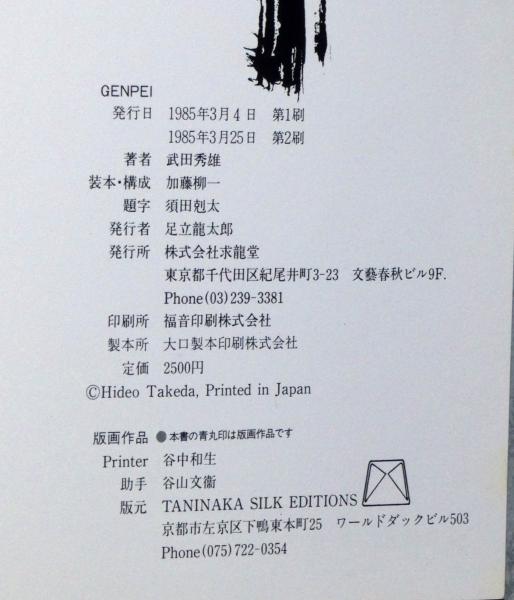 GENPEI
発行日 1985年3月4日 第1刷
1985年3月25日 第2刷
著者 武田秀雄
装本・構成 加藤柳一
題字 須田剋太
発行者 足立龍太郎
発行所 株式会社求龍堂
東京都千代田区紀尾井町3-23 文藝春秋ビル9F.
Phone(03)239-3381
印刷所 福音印刷株式会社
製本所 大口製本印刷株式会社
定価 2500円
©Hideo Takeda, Printed in Japan
版画作品 ●本書の青丸印は版画作品です
Printer 谷中和生
助手 谷山文衞
版元 TANINAKA SILK EDITIONS
京都市左京区下鴨東本町25 ワールドダックビル503
Phone(075)722-0354